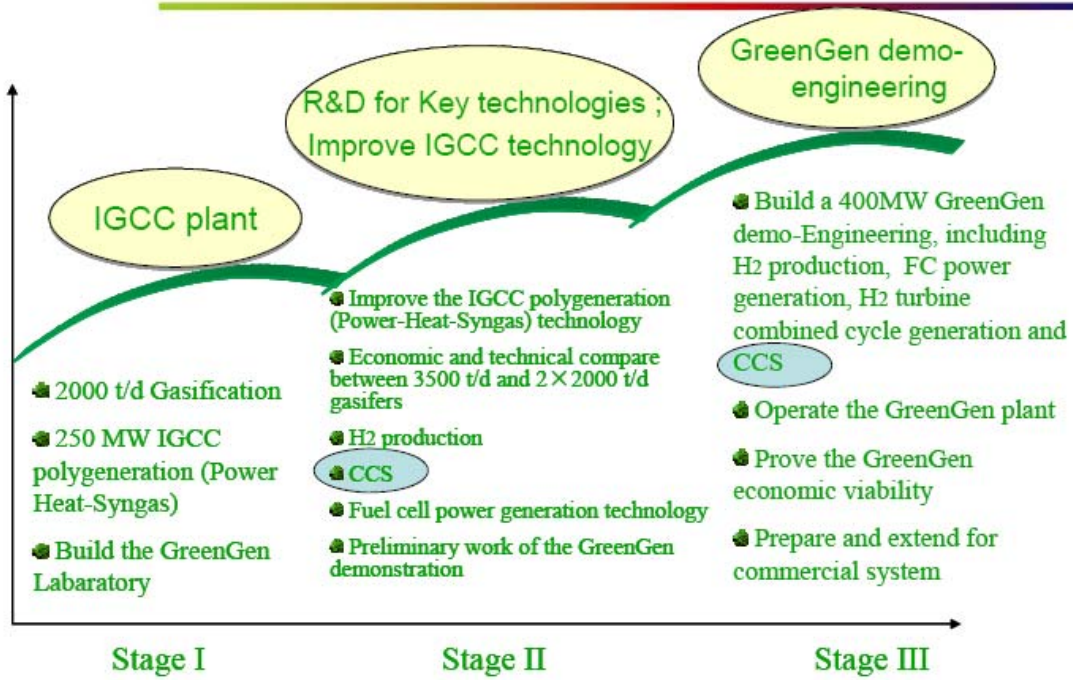 IGCC plant
R&D for Key technologies ;
Improve IGCC technology
GreenGen demo-
engineering
2000 t/d Gasification
250 MW IGCC
polygeneration (Power
Heat-Syngas)
Build the GreenGen
Labaratory
Improve the IGCC polygeneration
(Power-Heat-Syngas) technology
Economic and technical compare
between 3500 t/d and 2×2000 t/d
gasifers
H2 production
CCS
Fuel cell power generation technology
Preliminary work of the GreenGen
demonstration
Build a 400MW GreenGen
demo-Engineering, including
H2 production, FC power
generation, H2 turbine
combined cycle generation and
CCS
Operate the GreenGen plant
Prove the GreenGen
economic viability
Prepare and extend for
commercial system
Stage I
Stage II
Stage III